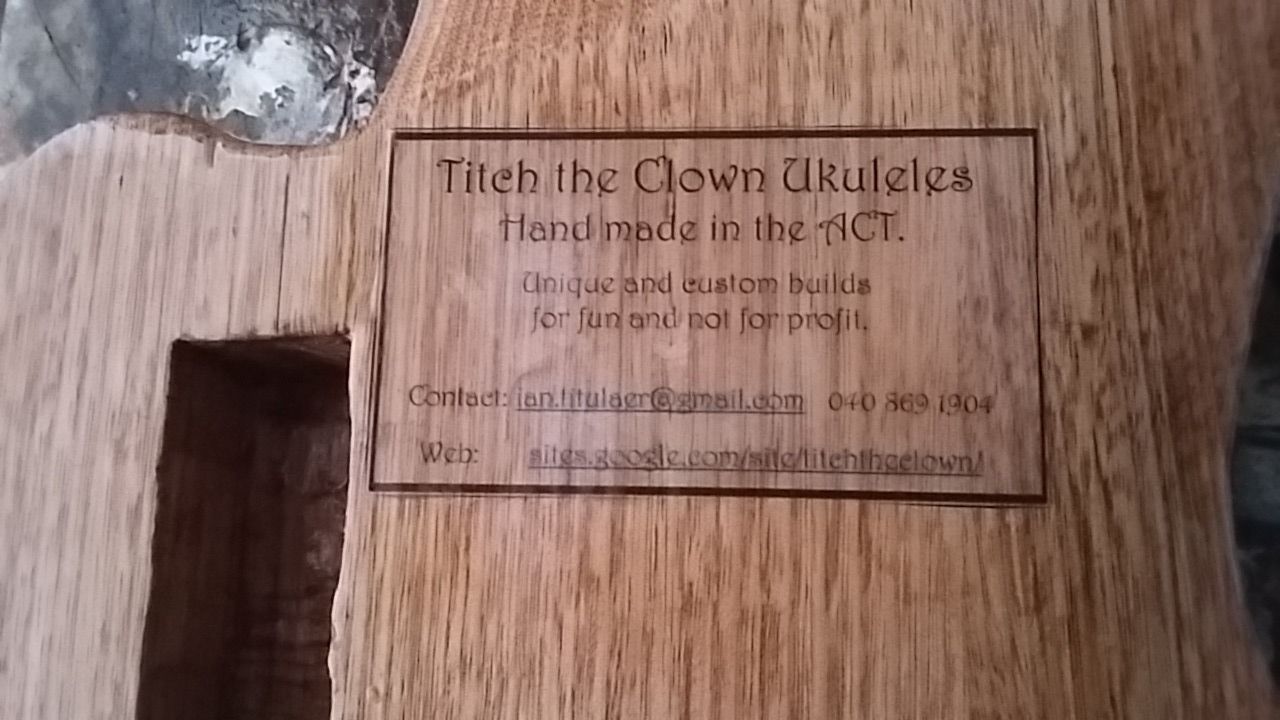 Titch the Clown Ukuleles
Hand made in the ACT.
Unique and custom builds
for fun and not for profit.
Contact: jan.titulaer@gmail.com 040 869 1904
Web: sites.google.com/site/titchtheclown/